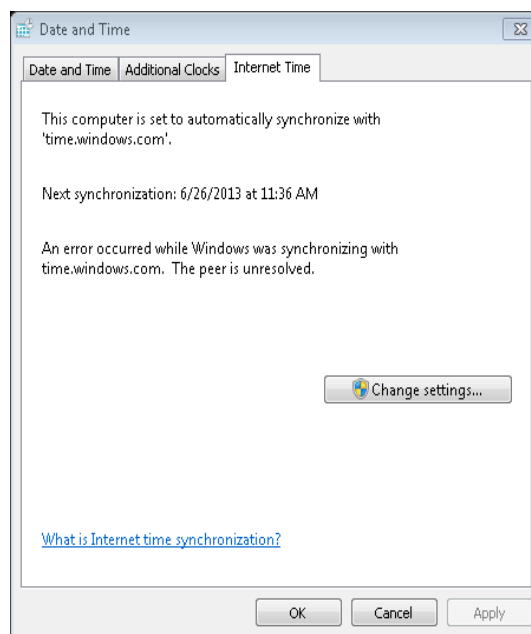 Date and Time
Date and Time
Additional Clocks
Internet Time
This computer is set to automatically synchronize with
'time.windows.com'.
Next synchronization: 6/26/2013 at 11:36 AM
An error occurred while Windows was synchronizing with
time.windows.com. The peer is unresolved.
Change settings...
What is Internet time synchronization?
OK
Cancel
Apply